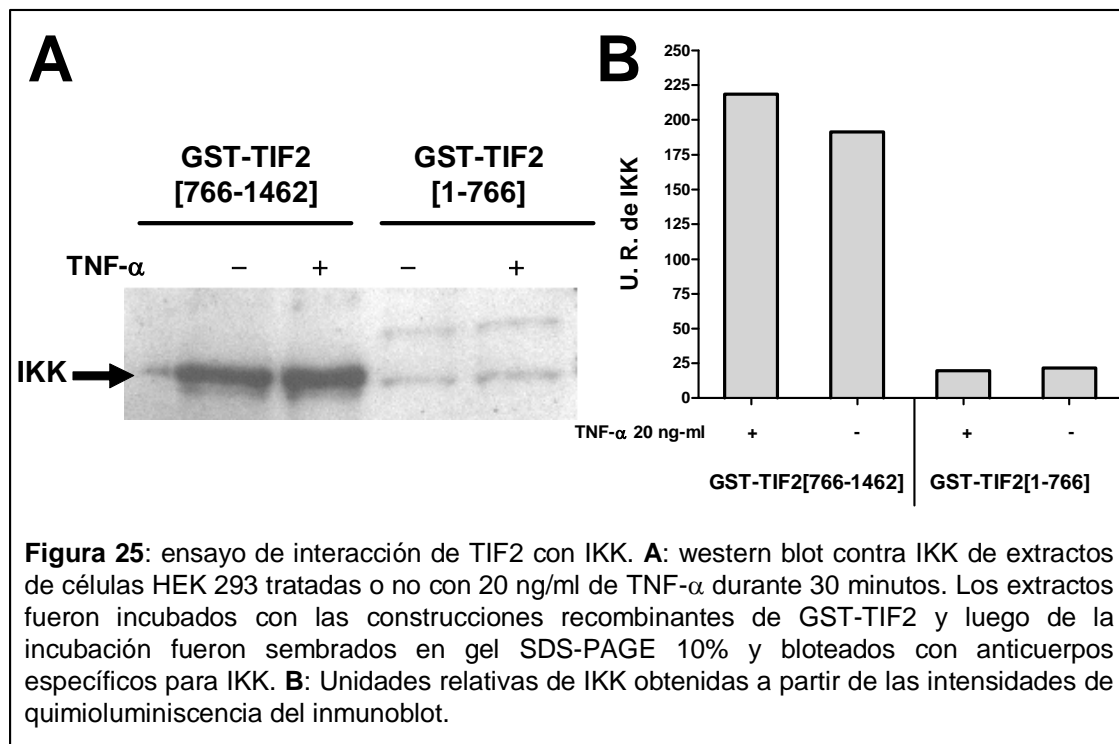 A
GST-TIF2
[766-1462]
GST-TIF2
[1-766]
TNF-α – + – +
IKK
B
U. R. de IKK
250
225
200
175
150
125
100
75
50
25
0
TNF-α 20 ng-ml + - + -
GST-TIF2[766-1462] GST-TIF2[1-766]
Figura 25: ensayo de interacción de TIF2 con IKK. A: western blot contra IKK de extractos
de células HEK 293 tratadas o no con 20 ng/ml de TNF-α durante 30 minutos. Los extractos
fueron incubados con las construcciones recombinantes de GST-TIF2 y luego de la
incubación fueron sembrados en gel SDS-PAGE 10% y bloteados con anticuerpos
específicos para IKK. B: Unidades relativas de IKK obtenidas a partir de las intensidades de
quimioluminiscencia del inmunoblot.